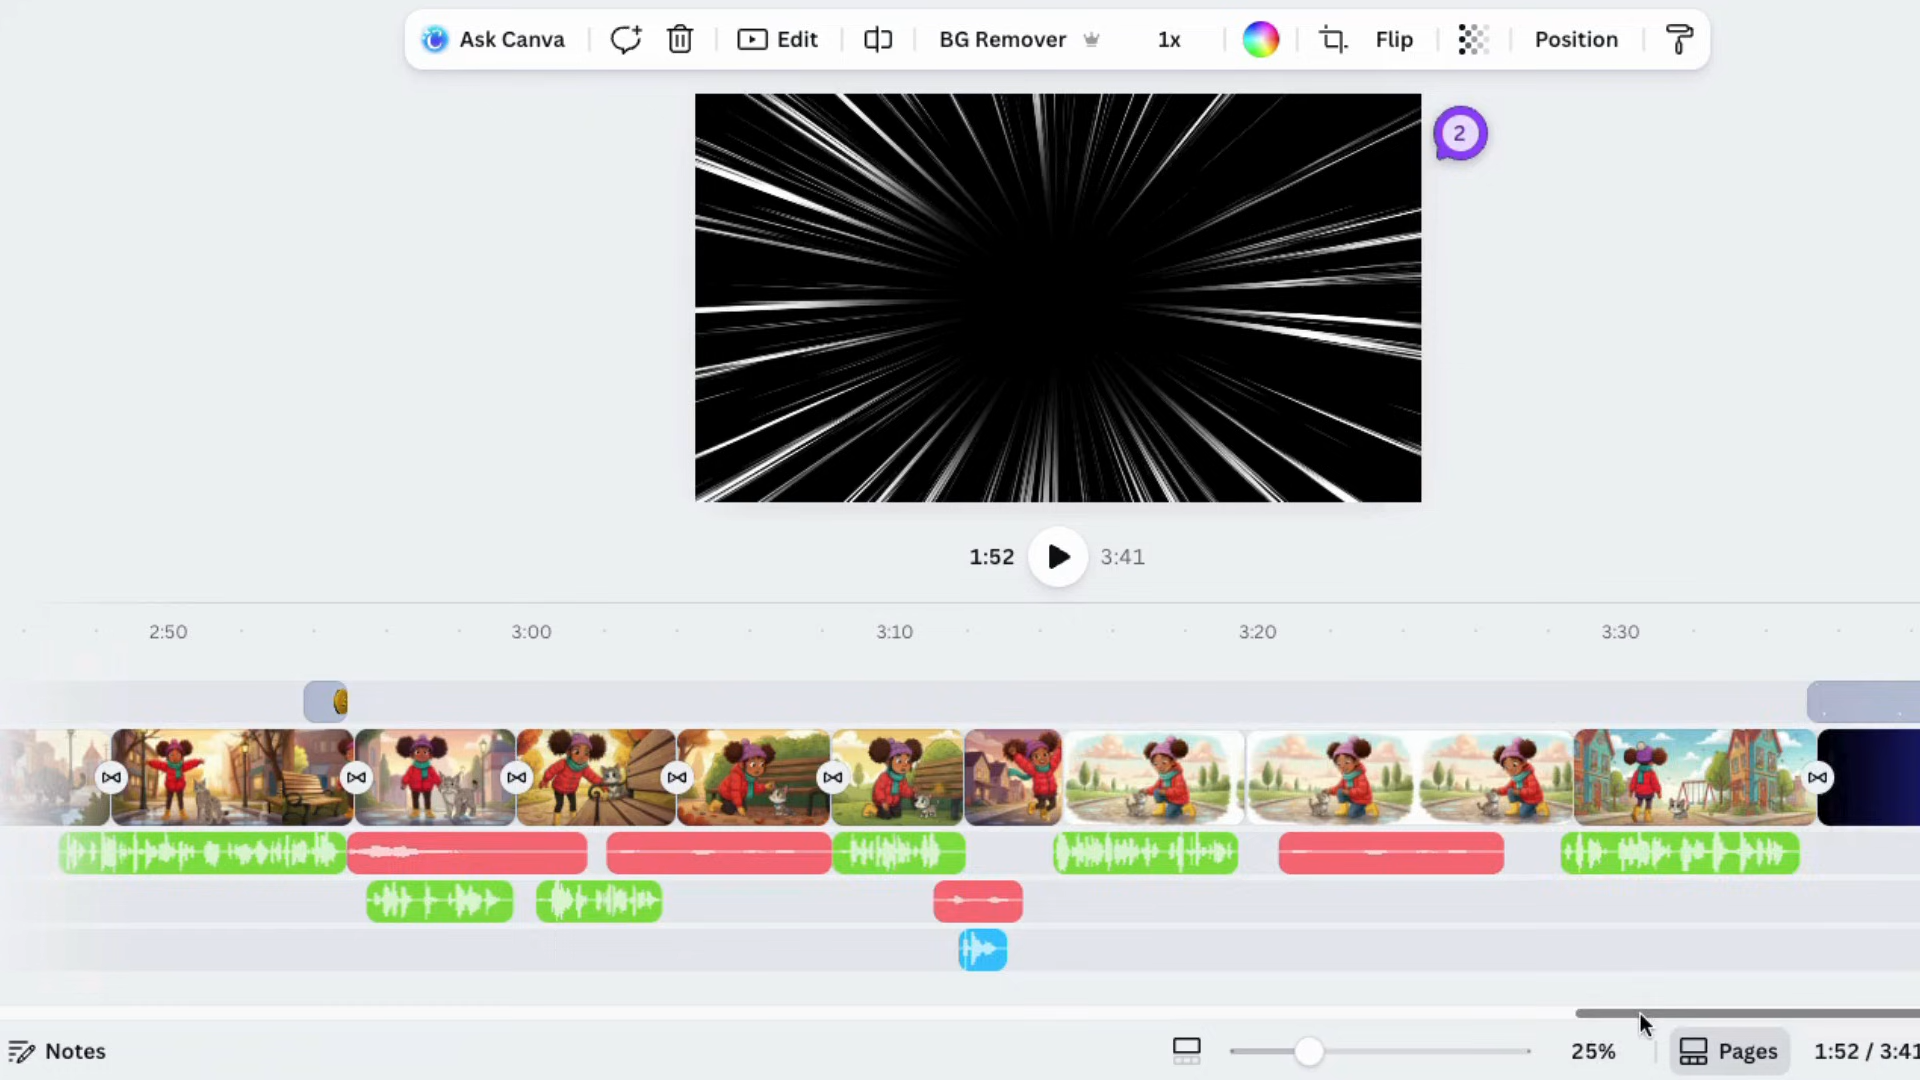 Ask Canva Edit BG Remover 1x Flip Position
2
1:52 3:41
2:50 3:00 3:10 3:20 3:30
Notes 25% Pages 1:52 / 3:41